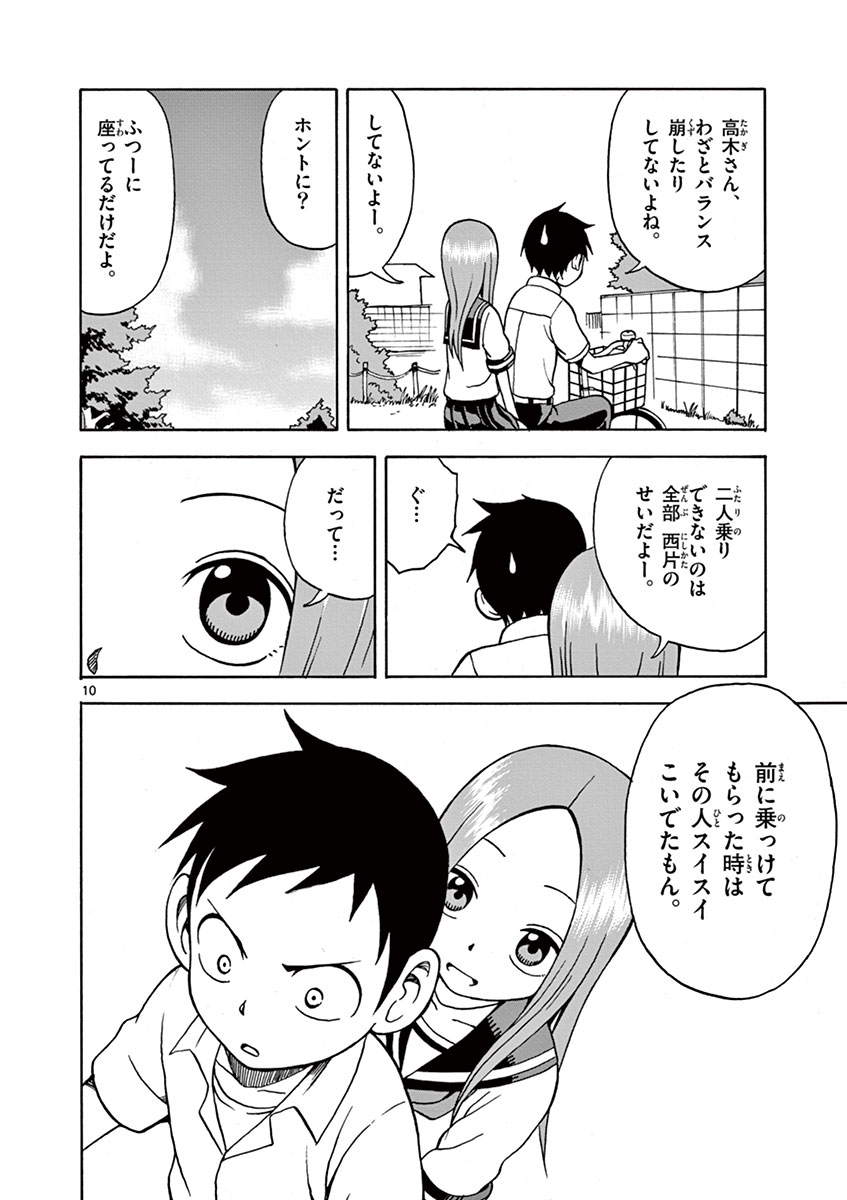 高木さん、
わざとバランス
崩したり
してないよね。
してないよー。
ホントに?
ふつーに
座ってるだけだよ。
二人乗り
できないのは
全部 西片の
せいだよー。
ぐ…
だって…
10
前に乗っけて
もらった時は
その人スイスイ
こいでたもん。